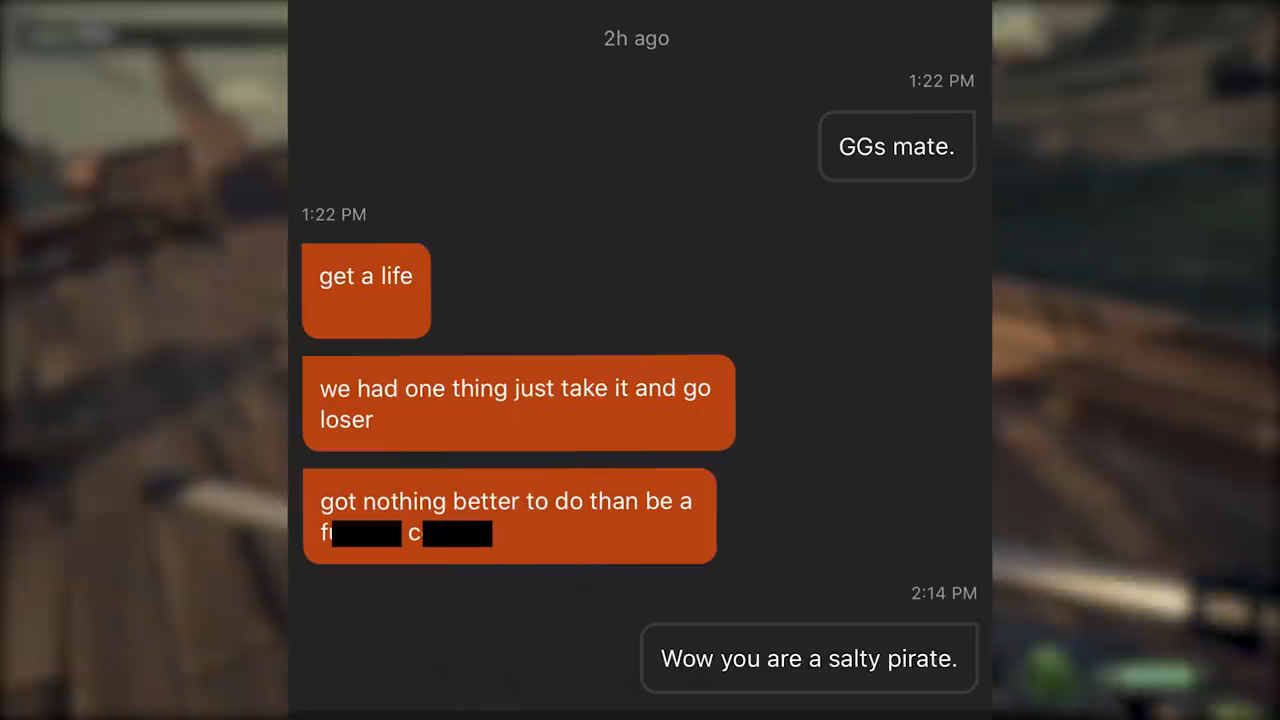 2h ago
1:22 PM
GGs mate.
1:22 PM
get a life
we had one thing just take it and go
loser
got nothing better to do than be a
2:14 PM
Wow you are a salty pirate.